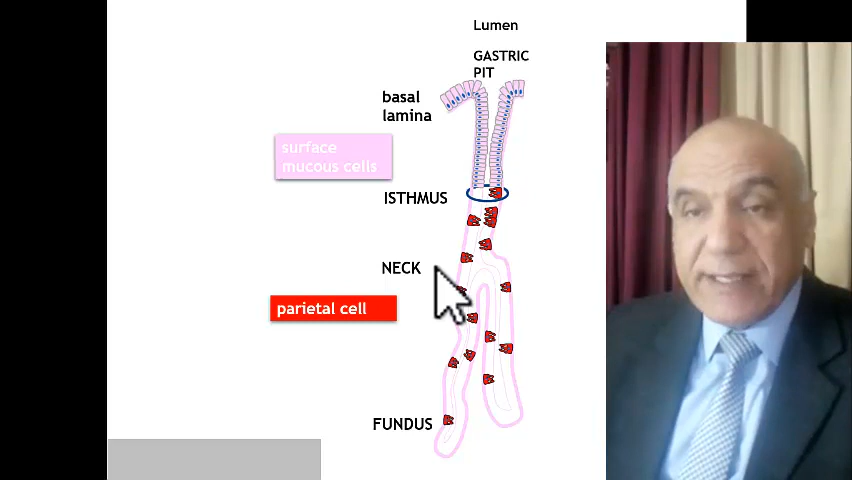 Lumen
GASTRIC
PIT
basal
lamina
surface
mucous cells
ISTHMUS
NECK
parietal cell
FUNDUS